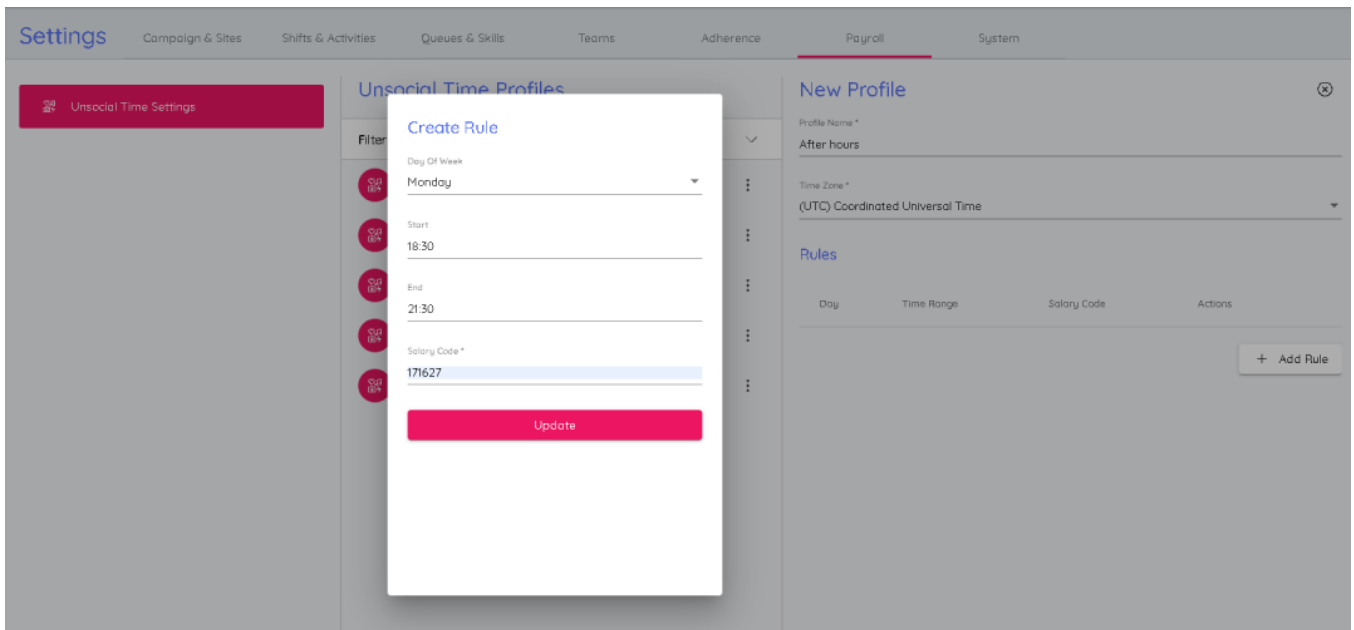 Settings
Campaign & Sites
Shifts & Activities
Queues & Skills
Teams
Adherence
Payroll
System
Unsocial Time Settings
Unsocial Time Profiles
Filter
Create Rule
Day Of Week
Monday
Start
18:30
End
21:30
Salary Code *
171627
Update
New Profile
Profile Name *
After hours
Time Zone *
(UTC) Coordinated Universal Time
Rules
Day Time Range Salary Code Actions
+ Add Rule